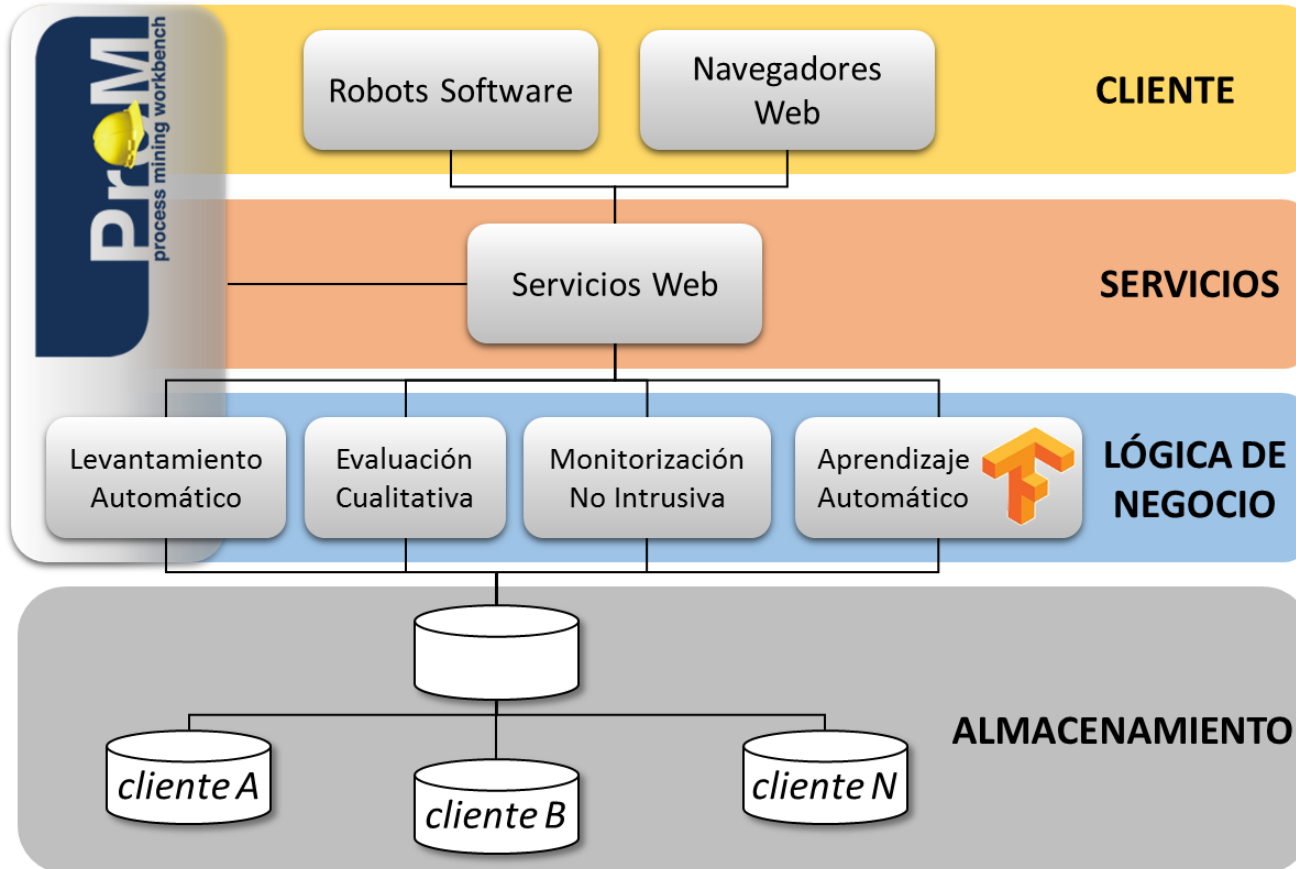 ProM
process mining workbench
Robots Software
Navegadores
Web
CLIENTE
Servicios Web
SERVICIOS
Levantamiento
Automático
Evaluación
Cualitativa
Monitorización
No Intrusiva
Aprendizaje
Automático
LÓGICA DE
NEGOCIO
ALMACENAMIENTO
cliente A
cliente B
cliente N